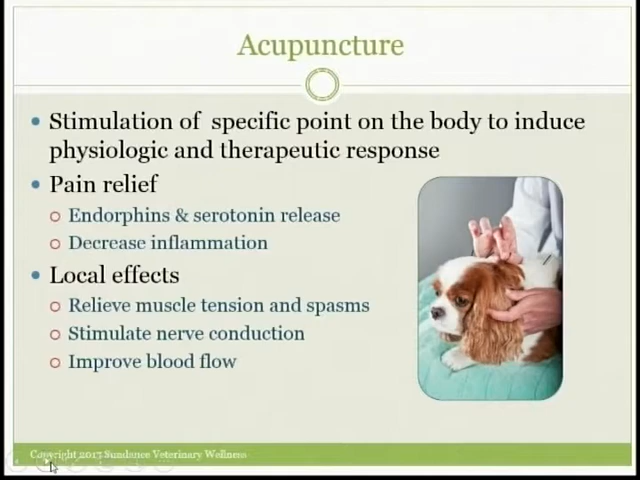 Acupuncture
Stimulation of specific point on the body to induce
physiologic and therapeutic response
Pain relief
Endorphins & serotonin release
Decrease inflammation
Local effects
Relieve muscle tension and spasms
Stimulate nerve conduction
Improve blood flow
Copyright 2013 Sundance Veterinary Wellness